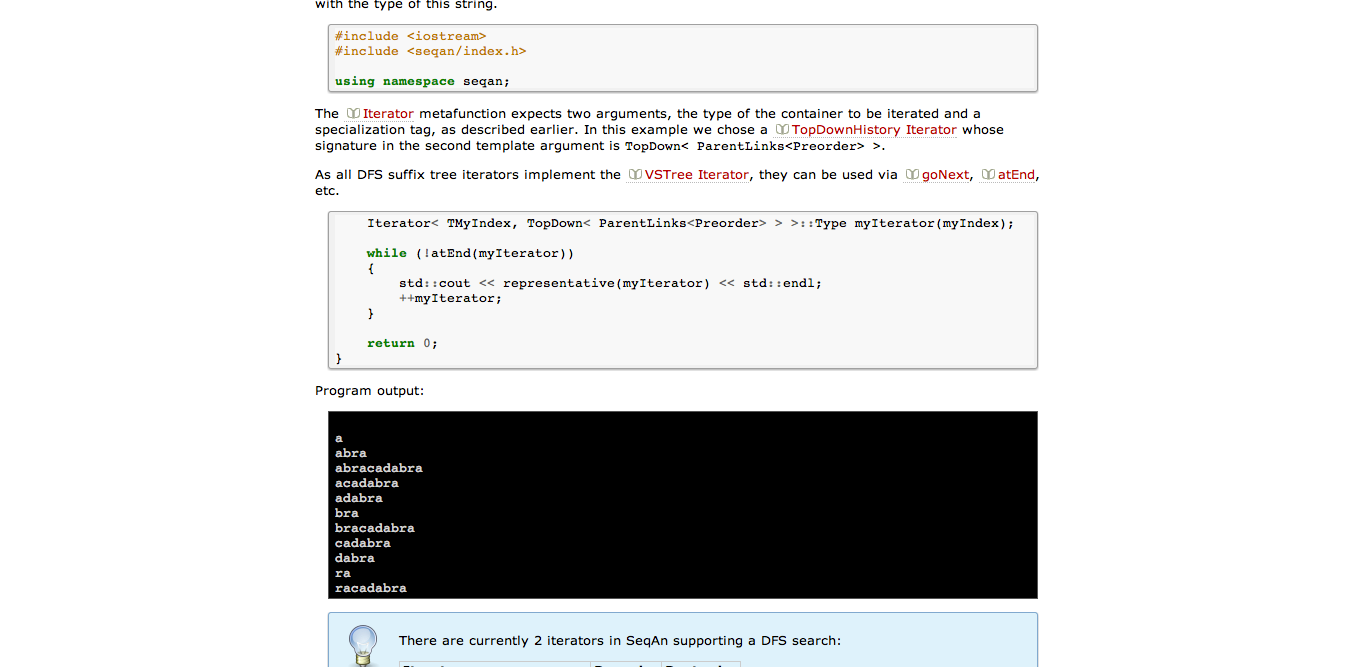 with the type of this string.
#include <iostream>
#include <seqan/index.h>
using namespace seqan;
The Iterator metafunction expects two arguments, the type of the container to be iterated and a
specialization tag, as described earlier. In this example we chose a TopDownHistory Iterator whose
signature in the second template argument is TopDown< ParentLinks<Preorder> >.
As all DFS suffix tree iterators implement the VSTree Iterator, they can be used via goNext, atEnd,
etc.
Iterator< TMyIndex, TopDown< ParentLinks<Preorder> > >::Type myIterator(myIndex);
while (!atEnd(myIterator))
{
std::cout << representative(myIterator) << std::endl;
++myIterator;
}
return 0;
}
Program output:
a
abra
abracadabra
acadabra
adabra
bra
bracadabra
cadabra
dabra
ra
racadabra
There are currently 2 iterators in SeqAn supporting a DFS search: